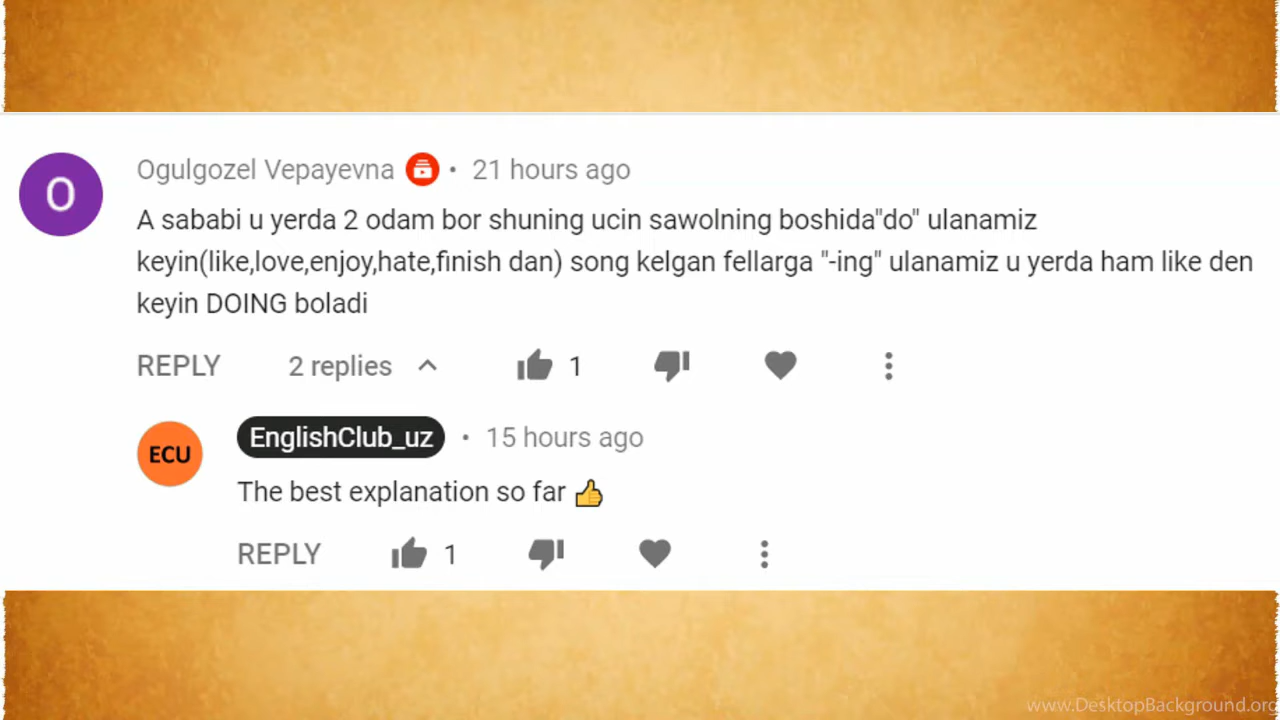 O
Ogulgozel Vepayevna • 21 hours ago
A sababi u yerda 2 odam bor shuning ucin sawolning boshida"do" ulanamiz
keyin(like,love,enjoy,hate,finish dan) song kelgan fellarga "-ing" ulanamiz u yerda ham like den
keyin DOING boladi
REPLY 2 replies 1
ECU
EnglishClub_uz • 15 hours ago
The best explanation so far 👍
REPLY 1
www.DesktopBackground.org